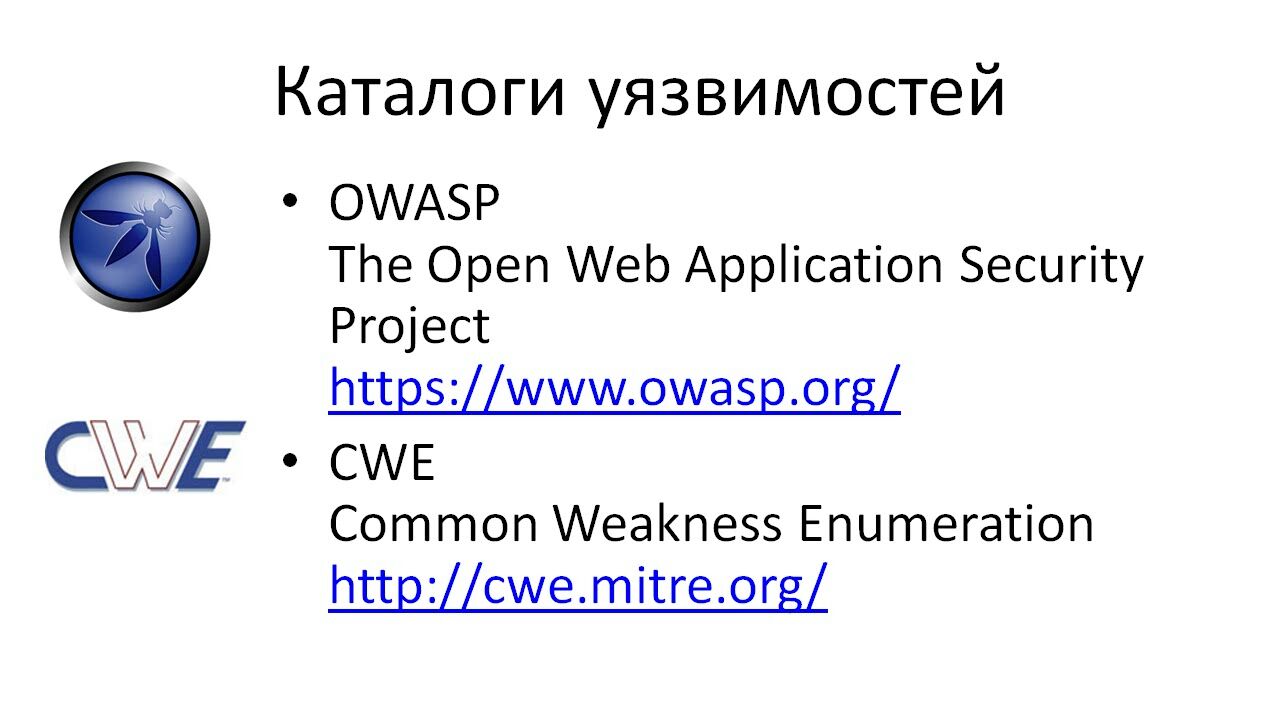 Каталоги уязвимостей
• OWASP
The Open Web Application Security
Project
https://www.owasp.org/
CWE
• CWE
Common Weakness Enumeration
http://cwe.mitre.org/